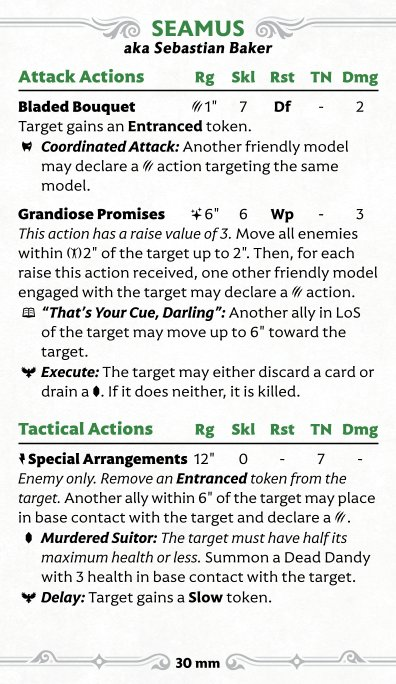 SEAMUS
aka Sebastian Baker
Attack Actions Rg Skl Rst TN Dmg
Bladed Bouquet 1" 7 Df - 2
Target gains an Entranced token.
Coordinated Attack: Another friendly model
may declare a action targeting the same
model.
Grandiose Promises 6" 6 Wp - 3
This action has a raise value of 3. Move all enemies
within 2" of the target up to 2". Then, for each
raise this action received, one other friendly model
engaged with the target may declare a action.
“That’s Your Cue, Darling”: Another ally in LoS
of the target may move up to 6" toward the
target.
Execute: The target may either discard a card or
drain a . If it does neither, it is killed.
Tactical Actions Rg Skl Rst TN Dmg
Special Arrangements 12" 0 - 7 -
Enemy only. Remove an Entranced token from the
target. Another ally within 6" of the target may place
in base contact with the target and declare a .
Murdered Suitor: The target must have half its
maximum health or less. Summon a Dead Dandy
with 3 health in base contact with the target.
Delay: Target gains a Slow token.
30 mm